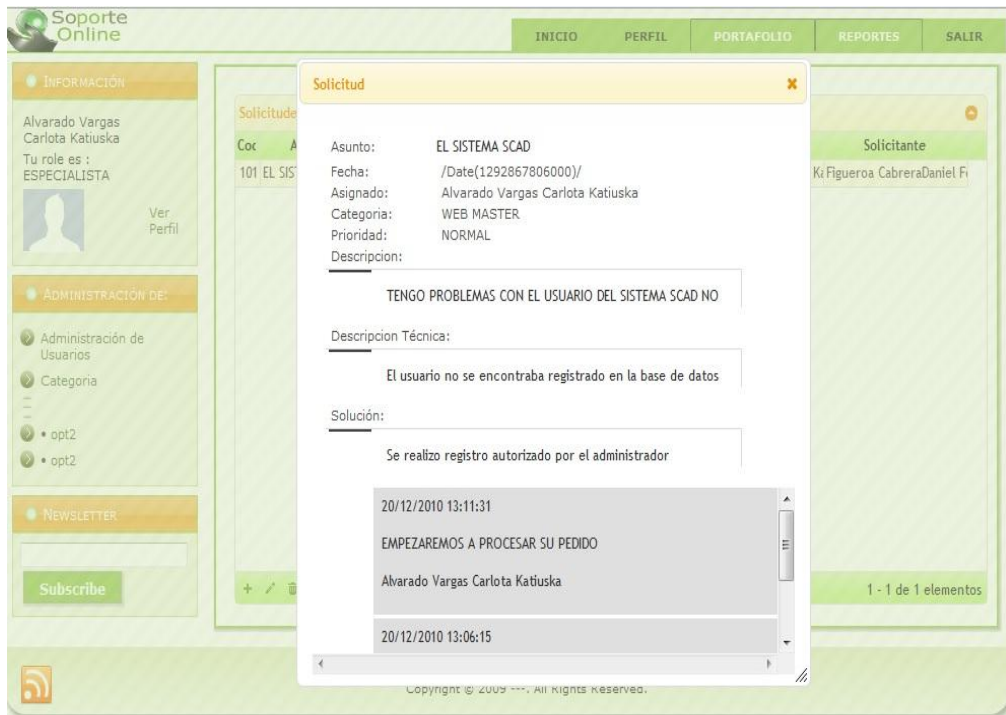 Soporte
Online
INICIO PERFIL PORTAFOLIO REPORTES SALIR
INFORMACIÓN
Alvarado Vargas
Carlota Katiuska
Tu role es :
ESPECIALISTA
Ver
Perfil
ADMINISTRACIÓN DE:
Administración de
Usuarios
Categoria
• opt2
• opt2
NEWSLETTER
Subscribe
Solicitude
Coc A Solicitante
101 EL SIS Ka Figueroa CabreraDaniel Fe
1 - 1 de 1 elementos
Solicitud
Asunto: EL SISTEMA SCAD
Fecha: /Date(1292867806000)/
Asignado: Alvarado Vargas Carlota Katiuska
Categoria: WEB MASTER
Prioridad: NORMAL
Descripcion:
TENGO PROBLEMAS CON EL USUARIO DEL SISTEMA SCAD NO
Descripcion Técnica:
El usuario no se encontraba registrado en la base de datos
Solución:
Se realizo registro autorizado por el administrador
20/12/2010 13:11:31
EMPEZAREMOS A PROCESAR SU PEDIDO
Alvarado Vargas Carlota Katiuska
20/12/2010 13:06:15
Copyright © 2009 ---. All Rights Reserved.